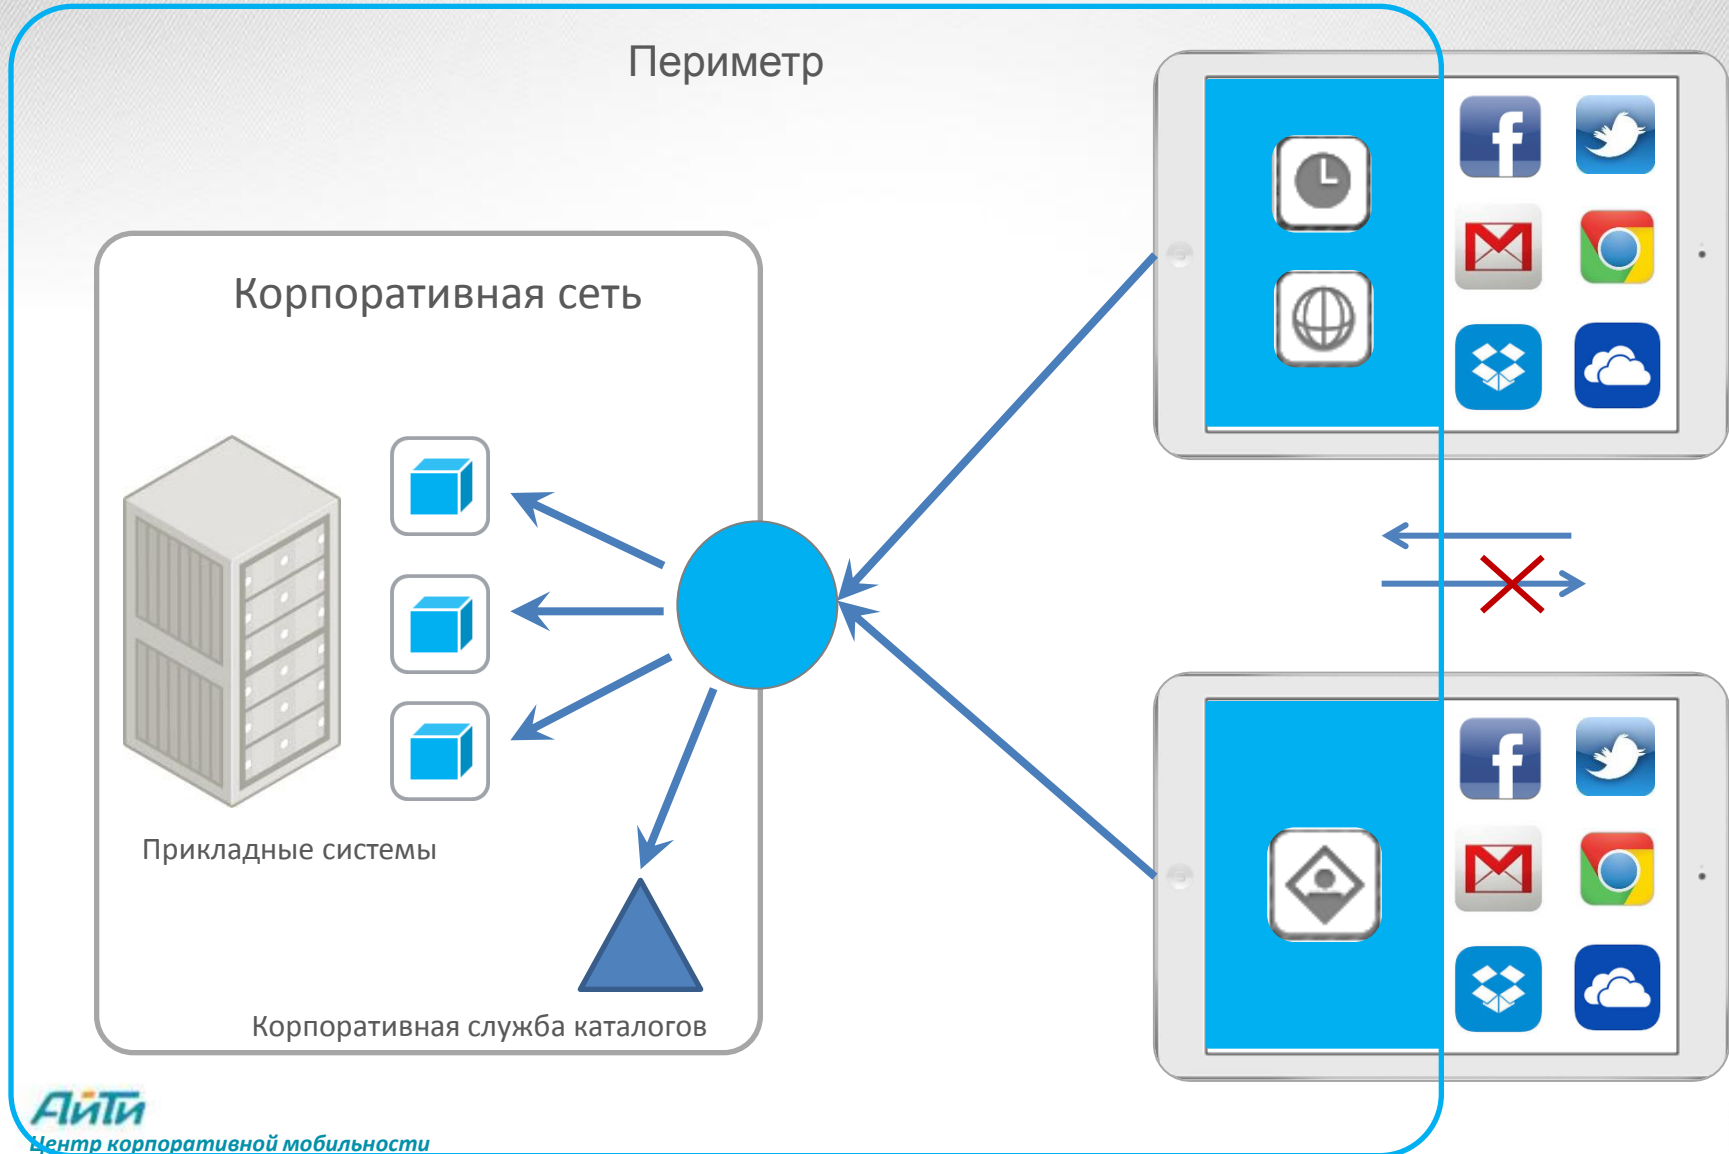 Периметр
Корпоративная сеть
Прикладные системы
Корпоративная служба каталогов
АйТи
Центр корпоративной мобильности